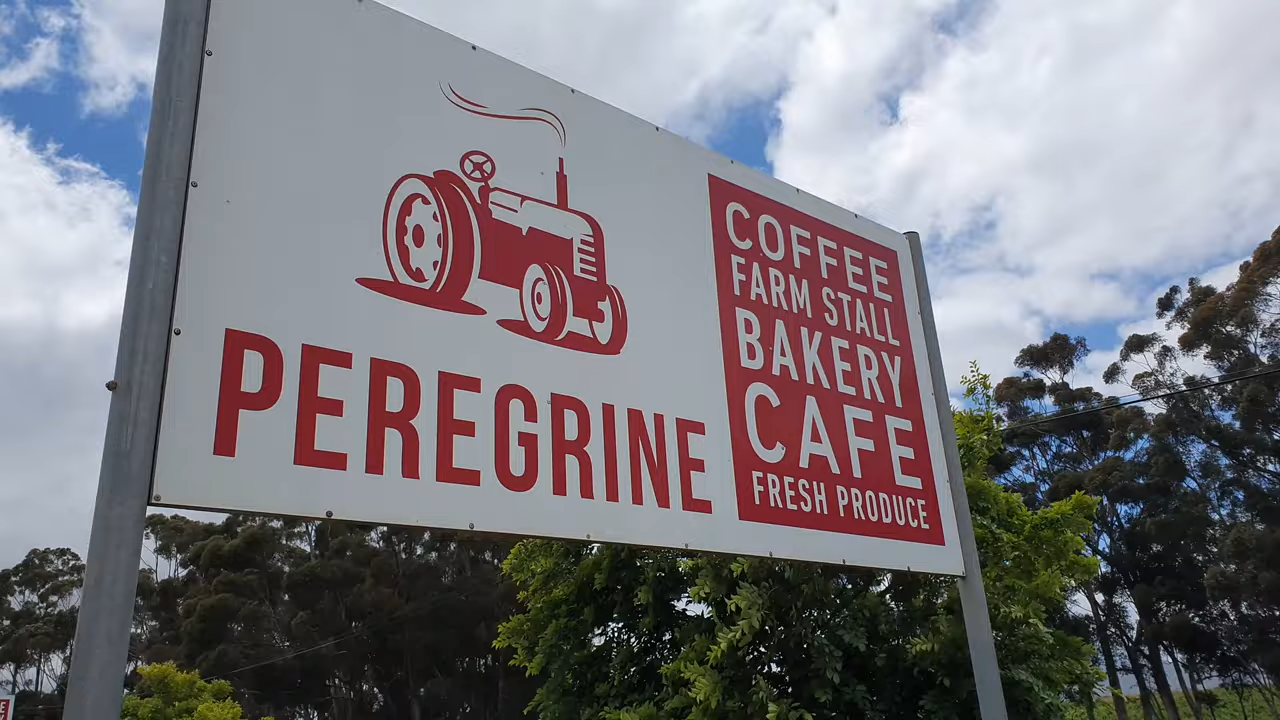 PEREGRINE
COFFEE
FARM STALL
BAKERY
CAFE
FRESH PRODUCE